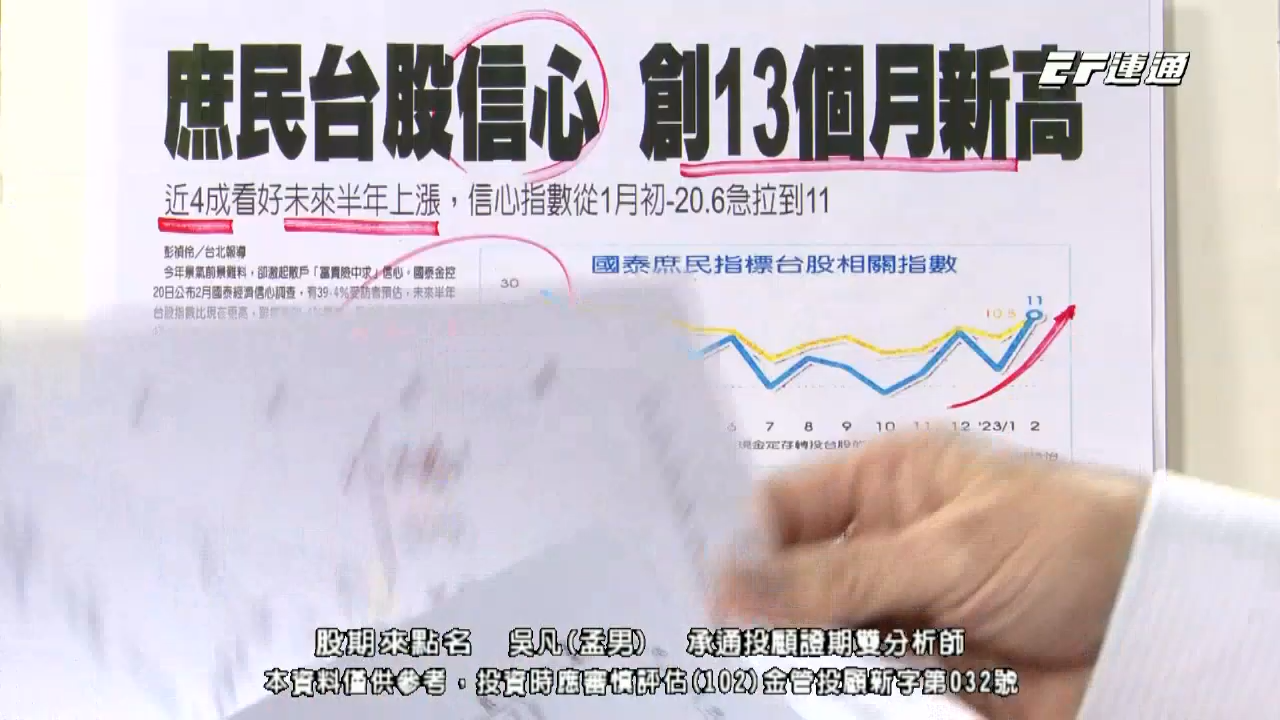 庶民台股信心 創13個月新高
ET運通
近4成看好未來半年上漲，信心指數從1月初-20.6急拉到11
彭禎伶／台北報導
今年景氣前景難料，卻激起散戶「富貴險中求」信心。國泰金控
20日公布2月國泰經濟信心調查，有39.4%受訪者預估，未來半年
國泰庶民指標台股相關指數
30
11
10.5
6 7 8 9 10 11 12 '23/1 2
股期來點名 吳凡(孟男) 承通投顧證期雙分析師
本資料僅供參考，投資時應審慎評估(102)金管投顧新字第032號